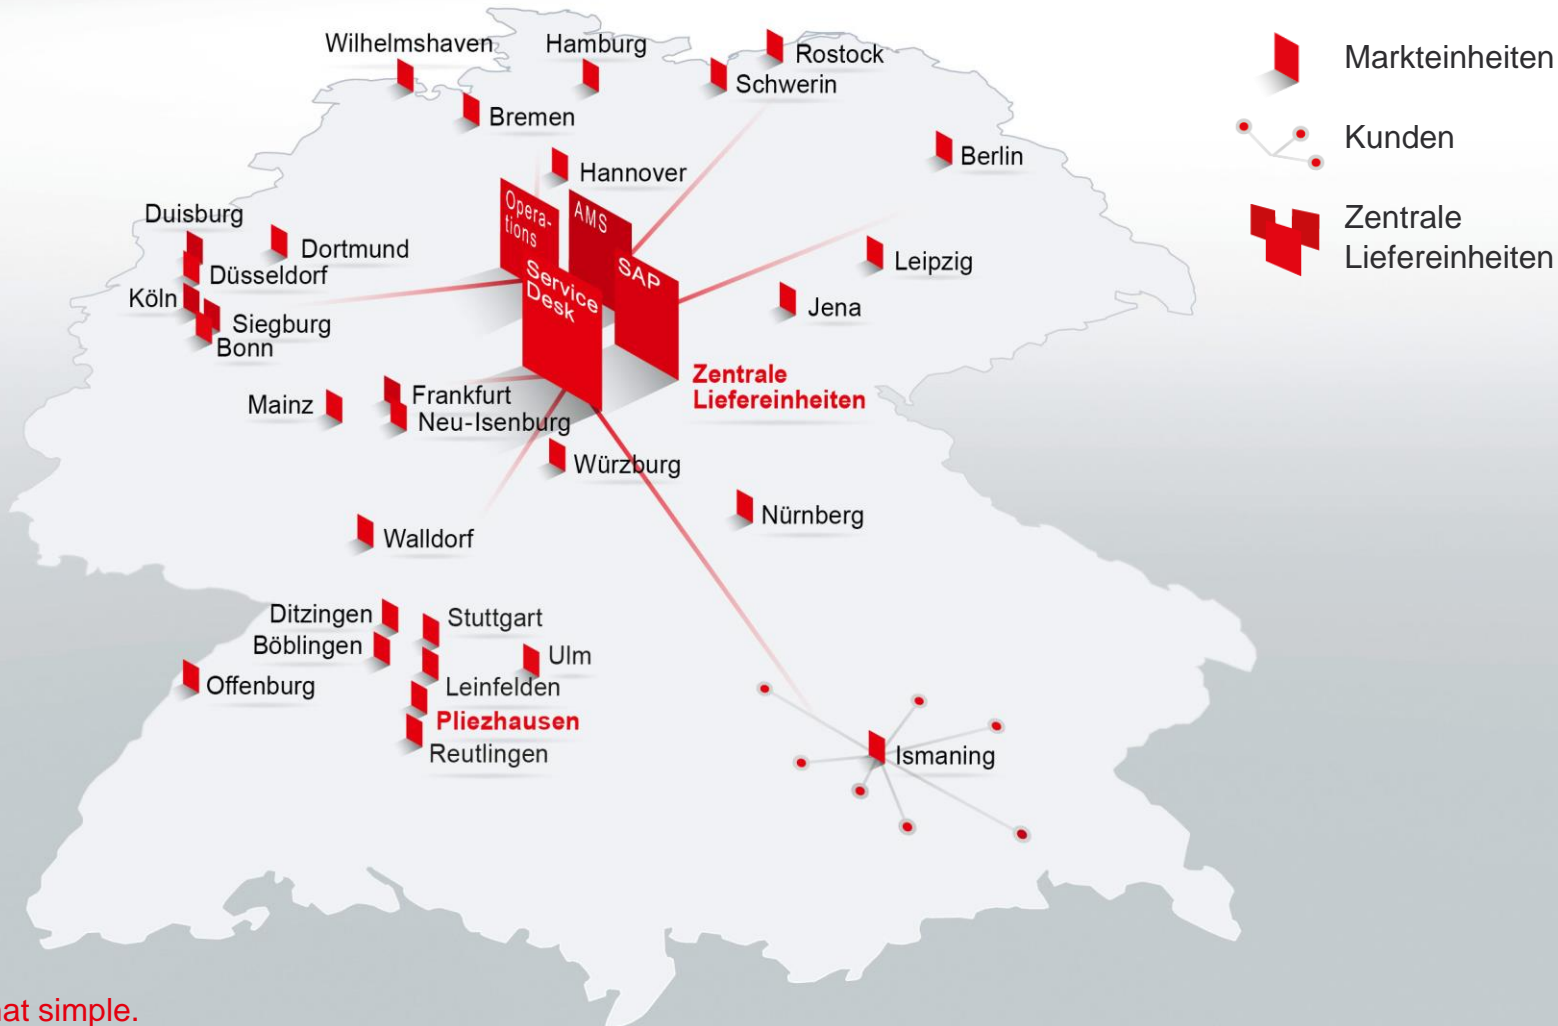 Wilhelmshaven
Hamburg
Rostock
Schwerin
Bremen
Berlin
Hannover
Duisburg
Dortmund
Düsseldorf
Köln
Siegburg
Bonn
Leipzig
Jena
Opera-
tions
AMS
SAP
Service
Desk
Zentrale
Liefereinheiten
Mainz
Frankfurt
Neu-Isenburg
Würzburg
Nürnberg
Walldorf
Ditzingen
Stuttgart
Böblingen
Ulm
Offenburg
Leinfelden
Pliezhausen
Reutlingen
Ismaning
Markteinheiten
Kunden
Zentrale
Liefereinheiten
simple.